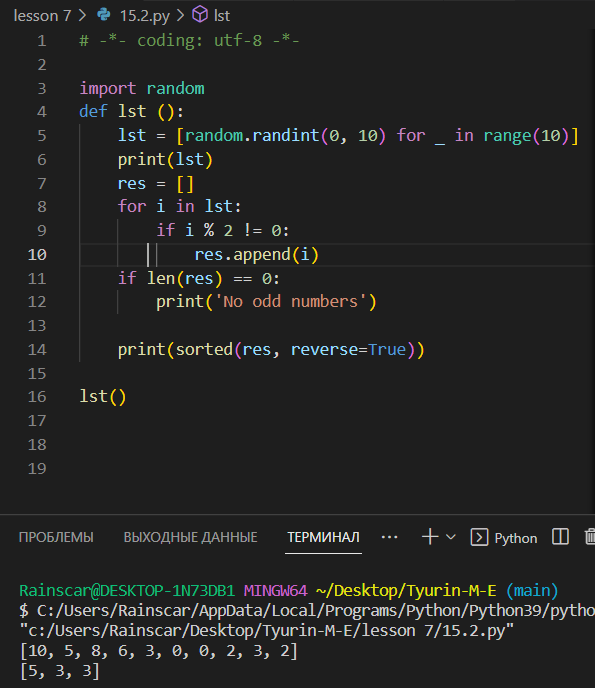 lesson 7 > 15.2.py > lst
1 # -*- coding: utf-8 -*-
2
3 import random
4 def lst ():
5     lst = [random.randint(0, 10) for _ in range(10)]
6     print(lst)
7     res = []
8     for i in lst:
9         if i % 2 != 0:
10             res.append(i)
11     if len(res) == 0:
12         print('No odd numbers')
13
14     print(sorted(res, reverse=True))
15
16 lst()
17
18
19
ПРОБЛЕМЫ ВЫХОДНЫЕ ДАННЫЕ ТЕРМИНАЛ ··· Python
Rainscar@DESKTOP-1N73DB1 MINGW64 ~/Desktop/Tyurin-M-E (main)
$ C:/Users/Rainscar/AppData/Local/Programs/Python/Python39/pytho
"c:/Users/Rainscar/Desktop/Tyurin-M-E/lesson 7/15.2.py"
[10, 5, 8, 6, 3, 0, 0, 2, 3, 2]
[5, 3, 3]